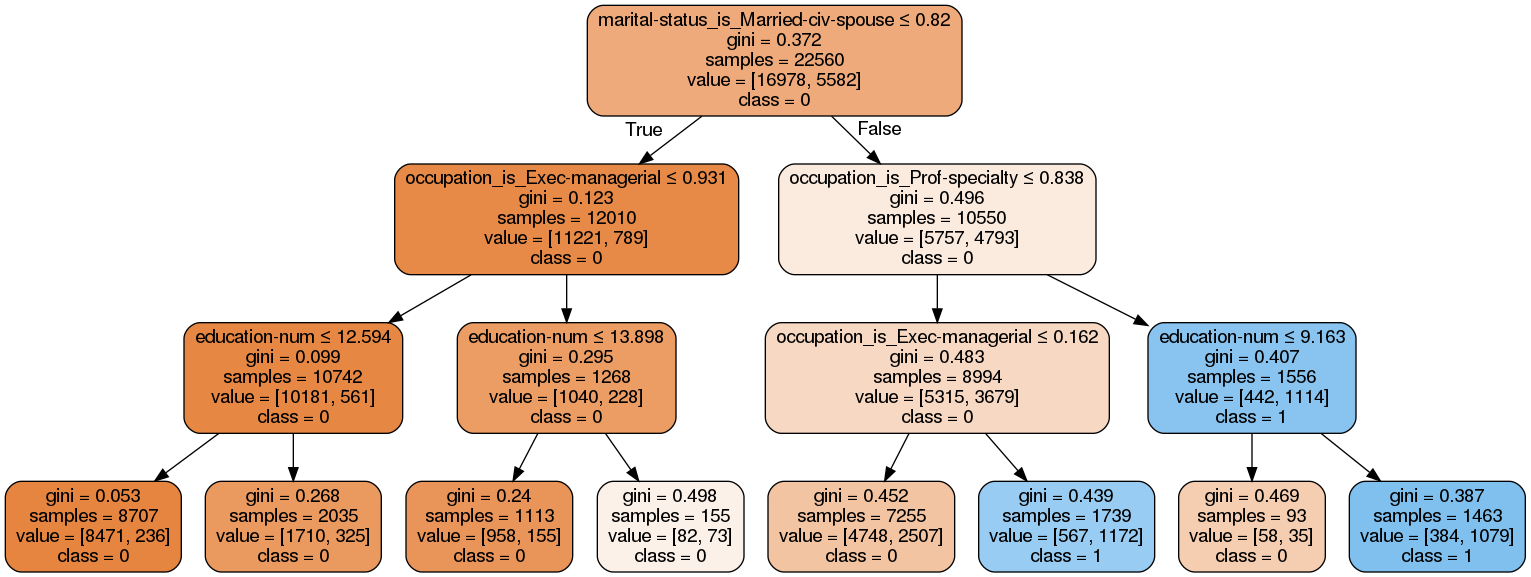 marital-status_is_Married-civ-spouse ≤ 0.82
gini = 0.372
samples = 22560
value = [16978, 5582]
class = 0
True
False
occupation_is_Exec-managerial ≤ 0.931
gini = 0.123
samples = 12010
value = [11221, 789]
class = 0
occupation_is_Prof-specialty ≤ 0.838
gini = 0.496
samples = 10550
value = [5757, 4793]
class = 0
education-num ≤ 12.594
gini = 0.099
samples = 10742
value = [10181, 561]
class = 0
education-num ≤ 13.898
gini = 0.295
samples = 1268
value = [1040, 228]
class = 0
occupation_is_Exec-managerial ≤ 0.162
gini = 0.483
samples = 8994
value = [5315, 3679]
class = 0
education-num ≤ 9.163
gini = 0.407
samples = 1556
value = [442, 1114]
class = 1
gini = 0.053
samples = 8707
value = [8471, 236]
class = 0
gini = 0.268
samples = 2035
value = [1710, 325]
class = 0
gini = 0.24
samples = 1113
value = [958, 155]
class = 0
gini = 0.498
samples = 155
value = [82, 73]
class = 0
gini = 0.452
samples = 7255
value = [4748, 2507]
class = 0
gini = 0.439
samples = 1739
value = [567, 1172]
class = 1
gini = 0.469
samples = 93
value = [58, 35]
class = 0
gini = 0.387
samples = 1463
value = [384, 1079]
class = 1